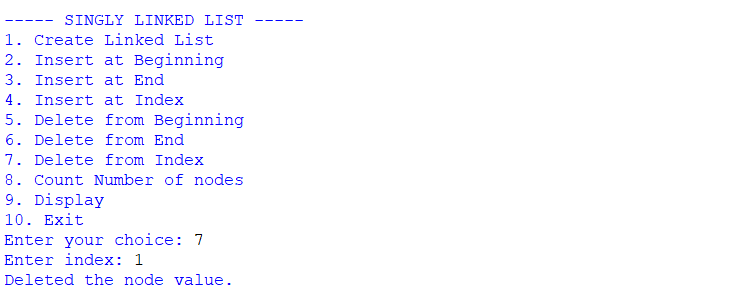 ----- SINGLY LINKED LIST -----
1. Create Linked List
2. Insert at Beginning
3. Insert at End
4. Insert at Index
5. Delete from Beginning
6. Delete from End
7. Delete from Index
8. Count Number of nodes
9. Display
10. Exit
Enter your choice: 7
Enter index: 1
Deleted the node value.